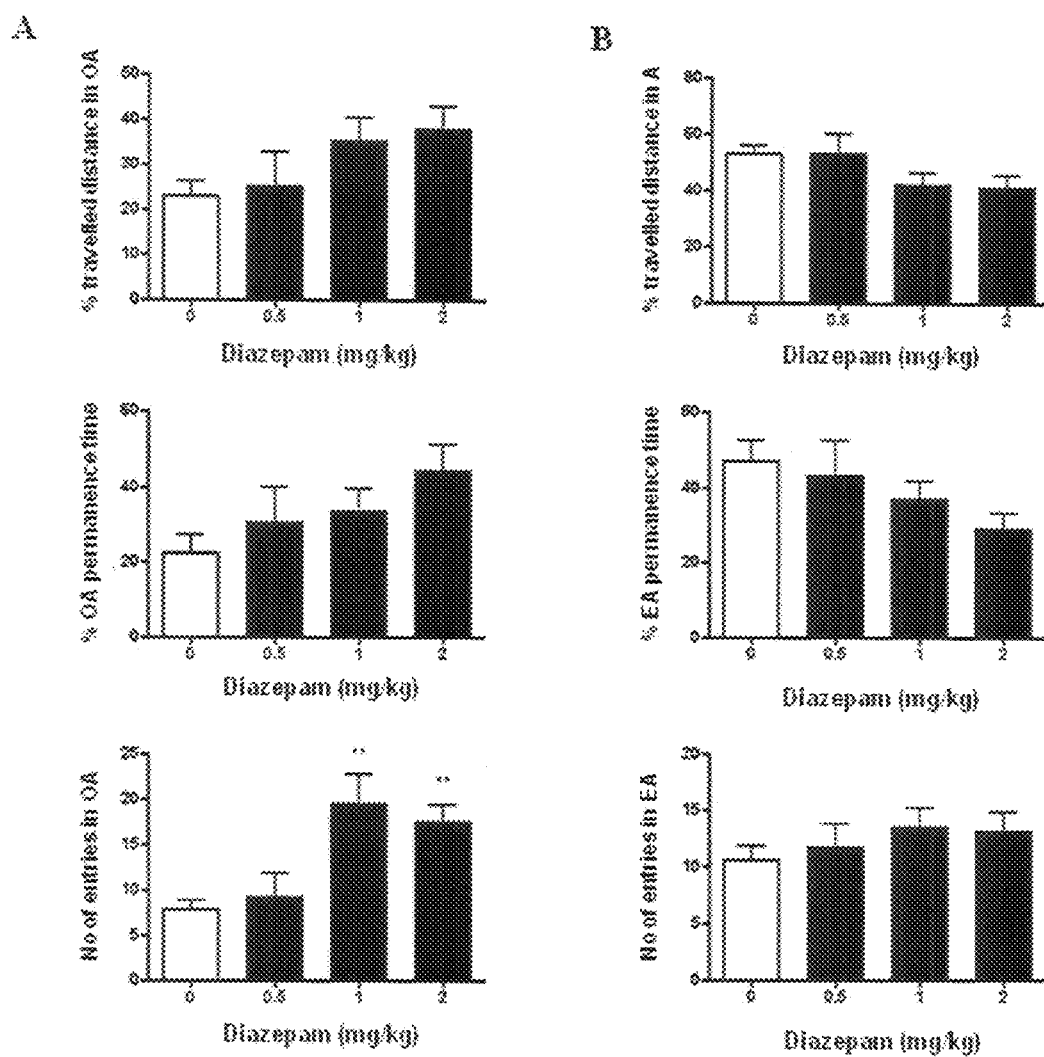 A
B
% travelled distance in OA
50
40
30
20
10
0
0 0.5 1 2
Diazepam (mg/kg)
% travelled distance in A
80
60
40
20
0
0 0.5 1 2
Diazepam (mg/kg)
% OA permanence time
60
40
20
0
0 0.5 1 2
Diazepam (mg/kg)
% EA permanence time
60
40
20
0
0 0.5 1 2
Diazepam (mg/kg)
No of entries in OA
25
20
15
10
5
0
** **
0 0.5 1 2
Diazepam (mg/kg)
No of entries in EA
20
15
10
5
0
0 0.5 1 2
Diazepam (mg/kg)